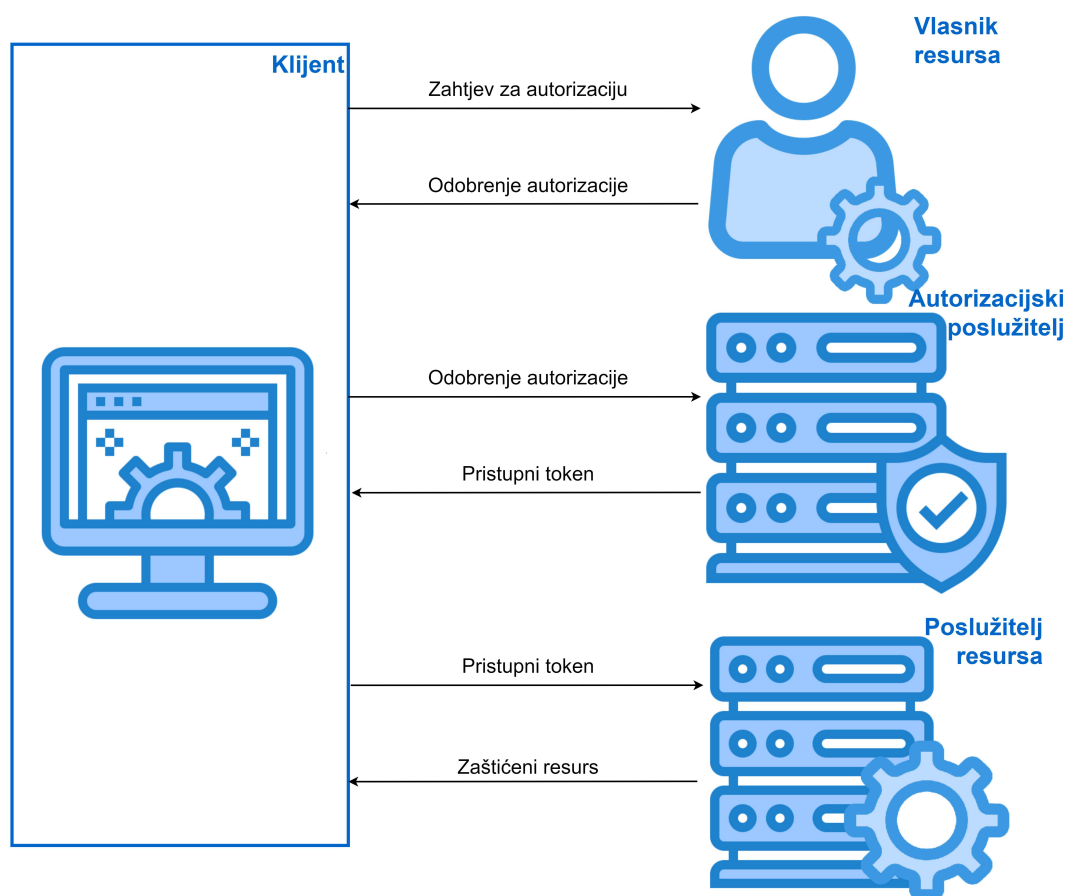 Vlasnik
resursa
Klijent
Zahtjev za autorizaciju
Odobrenje autorizacije
Autorizacijski
poslužitelj
Odobrenje autorizacije
Pristupni token
Poslužitelj
resursa
Pristupni token
Zaštićeni resurs